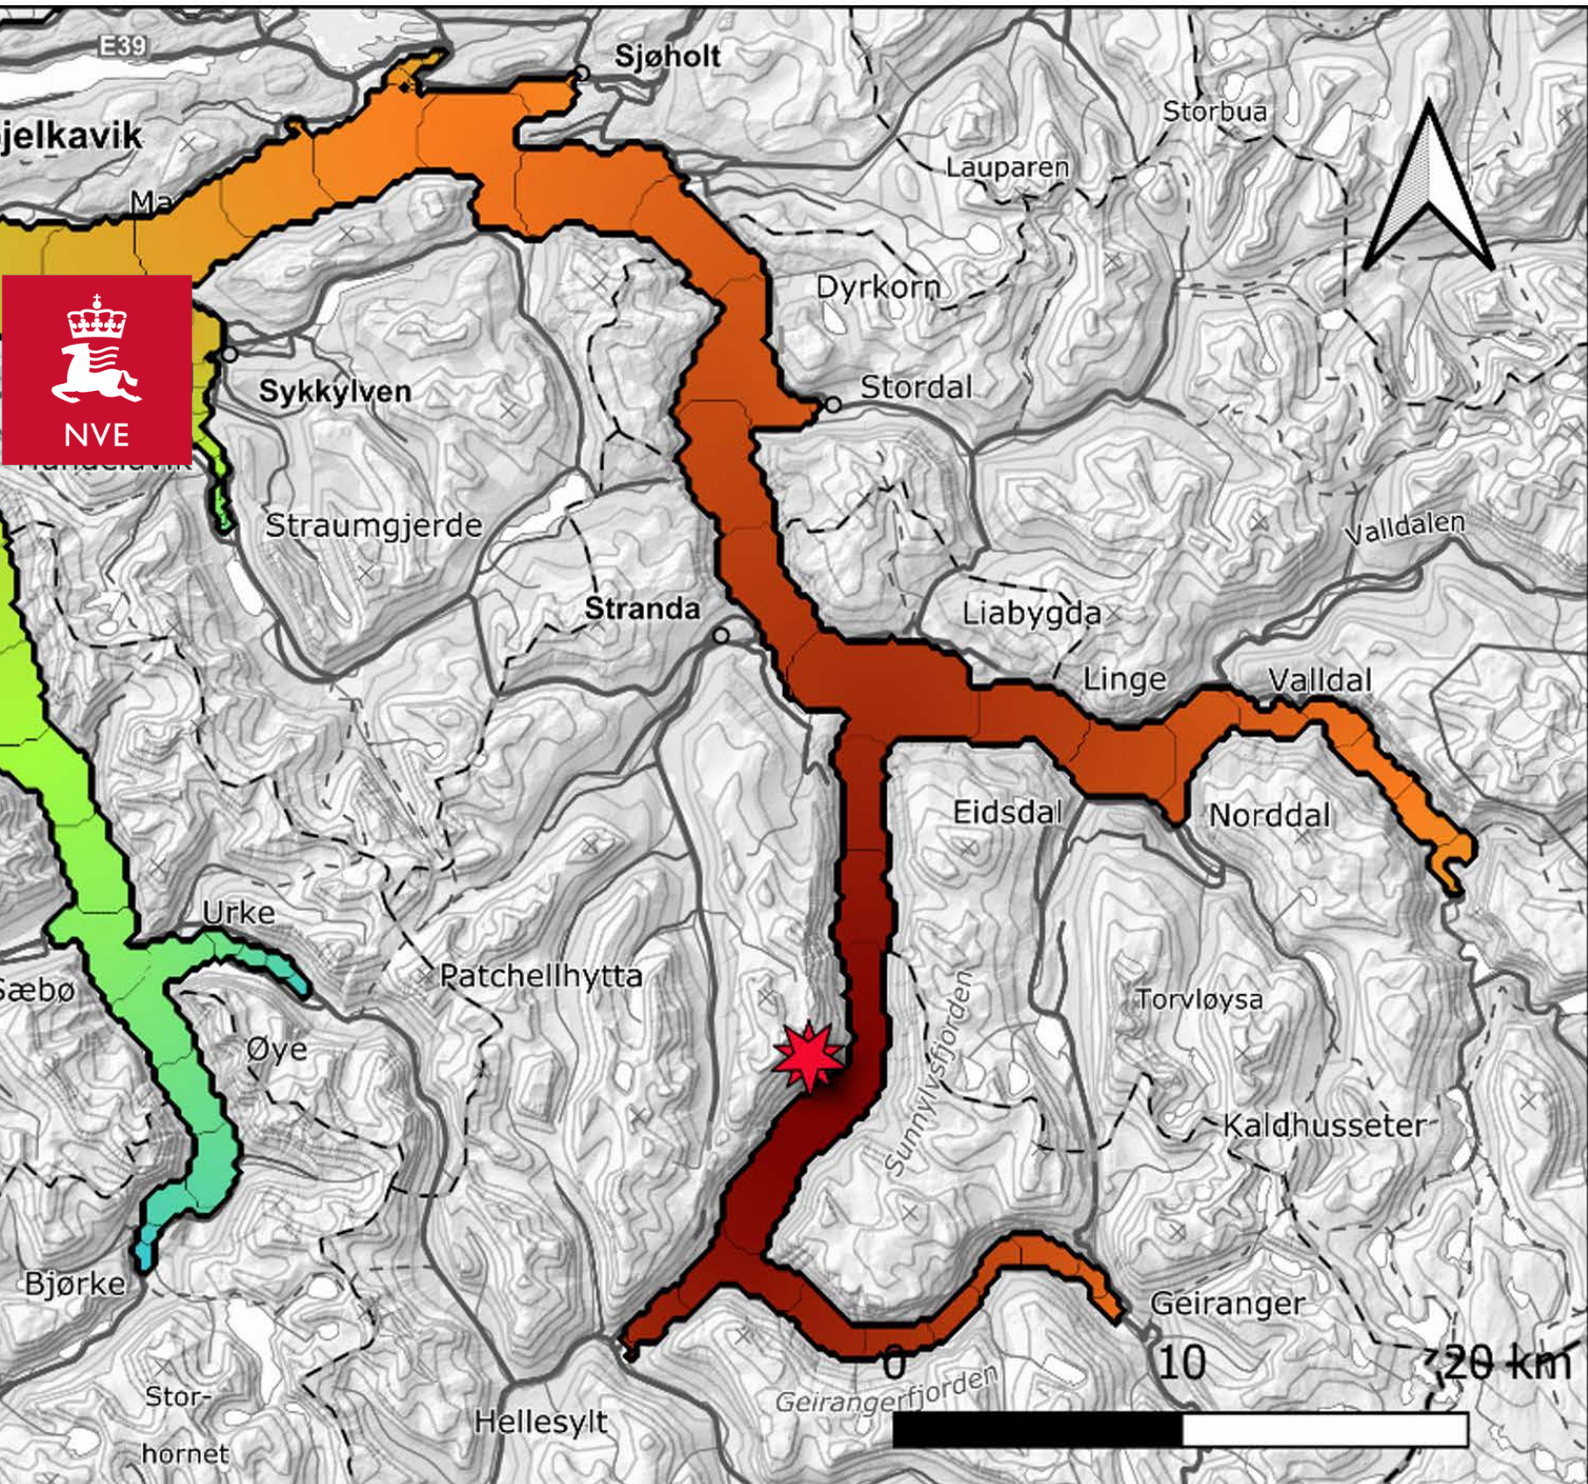 E39
Sjøholt
Storbua
jelkavik
Lauparen
Ma
Dyrkorn
Stordal
Sykkylven
NVE
Straumgjerde
Valldalen
Stranda
Liabygda
Linge
Valldal
Eidsdal
Norddal
Urke
Patchellhytta
Sæbø
Torvløysa
Øye
Sunnylvsfjorden
Kaldhusseter
Bjørke
Geiranger
0 10 20 km
Geirangerfjorden
Stor-
hornet
Hellesylt